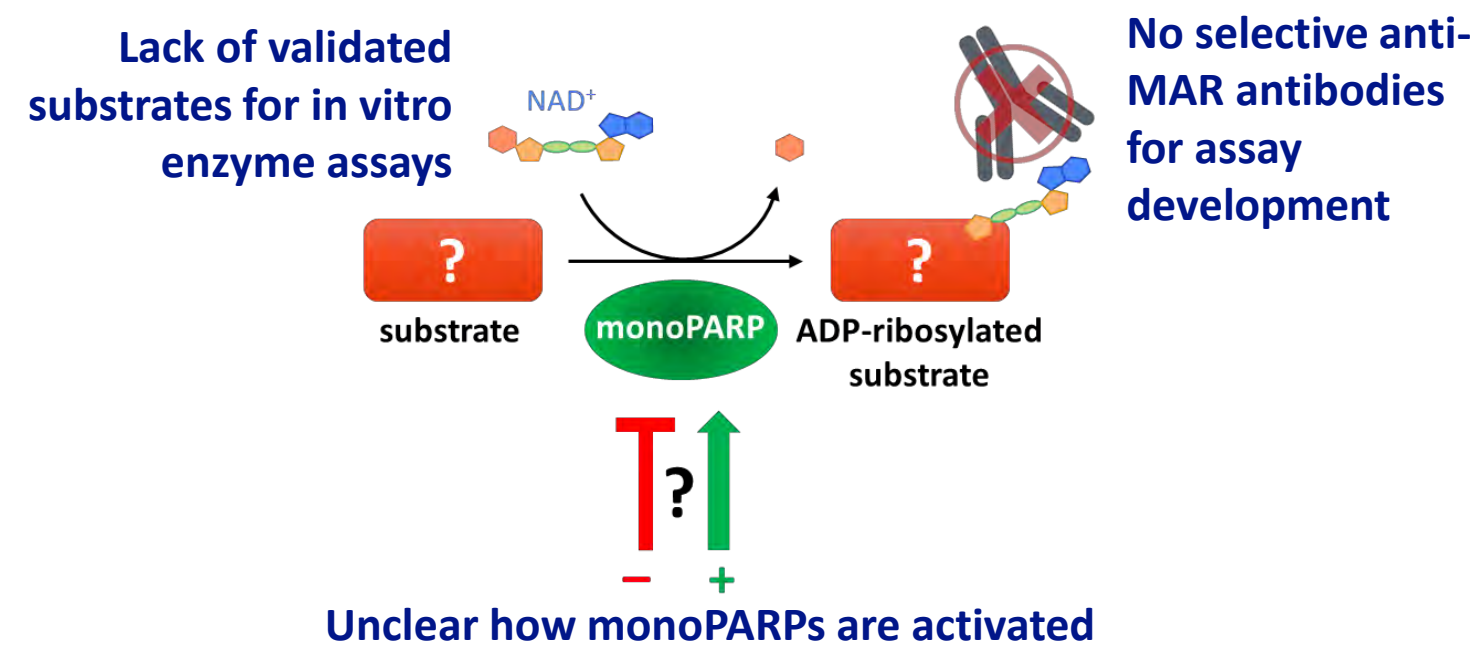 Lack of validated
substrates for in vitro
enzyme assays
NAD⁺
No selective anti-
MAR antibodies
for assay
development
?
?
substrate
monoPARP
ADP-ribosylated
substrate
?
– +
Unclear how monoPARPs are activated